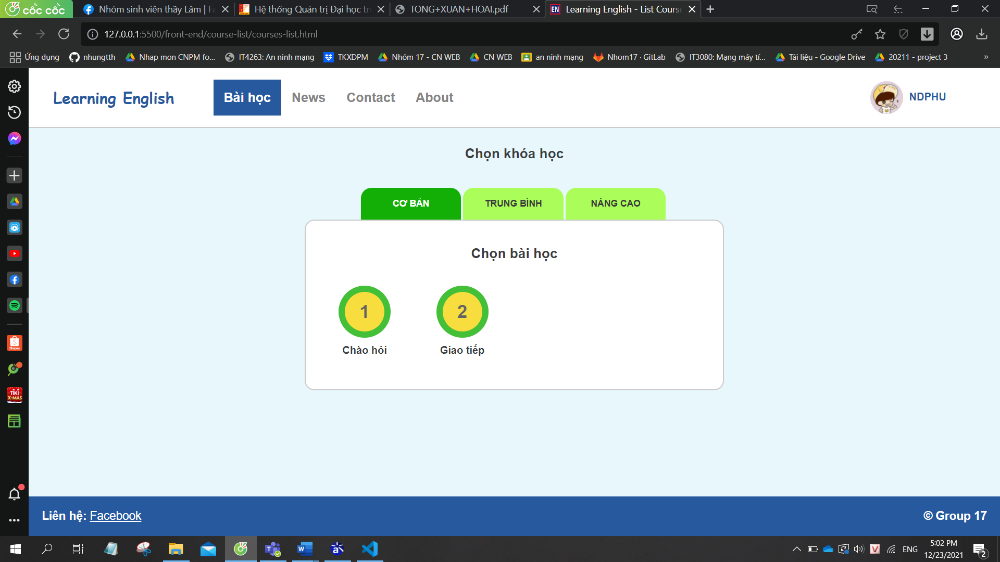 cốc cốc
Nhóm sinh viên thầy Lâm | Fa
Hệ thống Quản trị Đại học tr
TONG+XUAN+HOAI.pdf
EN
Learning English - List Course
127.0.0.1:5500/front-end/course-list/courses-list.html
Ứng dụng
nhungtth
Nhap mon CNPM fo...
IT4263: An ninh mạng
TKXDPM
Nhóm 17 - CN WEB
CN WEB
an ninh mạng
Nhom17 · GitLab
IT3080: Mạng máy tí...
Tài liệu - Google Drive
20211 - project 3
»
Learning English
Bài học
News
Contact
About
NDPHU
Chọn khóa học
CƠ BẢN
TRUNG BÌNH
NÂNG CAO
Chọn bài học
1
2
Chào hỏi
Giao tiếp
Shopee
TIKI
X-MAS
Liên hệ: Facebook
© Group 17
ENG
5:02 PM
12/23/2021
2